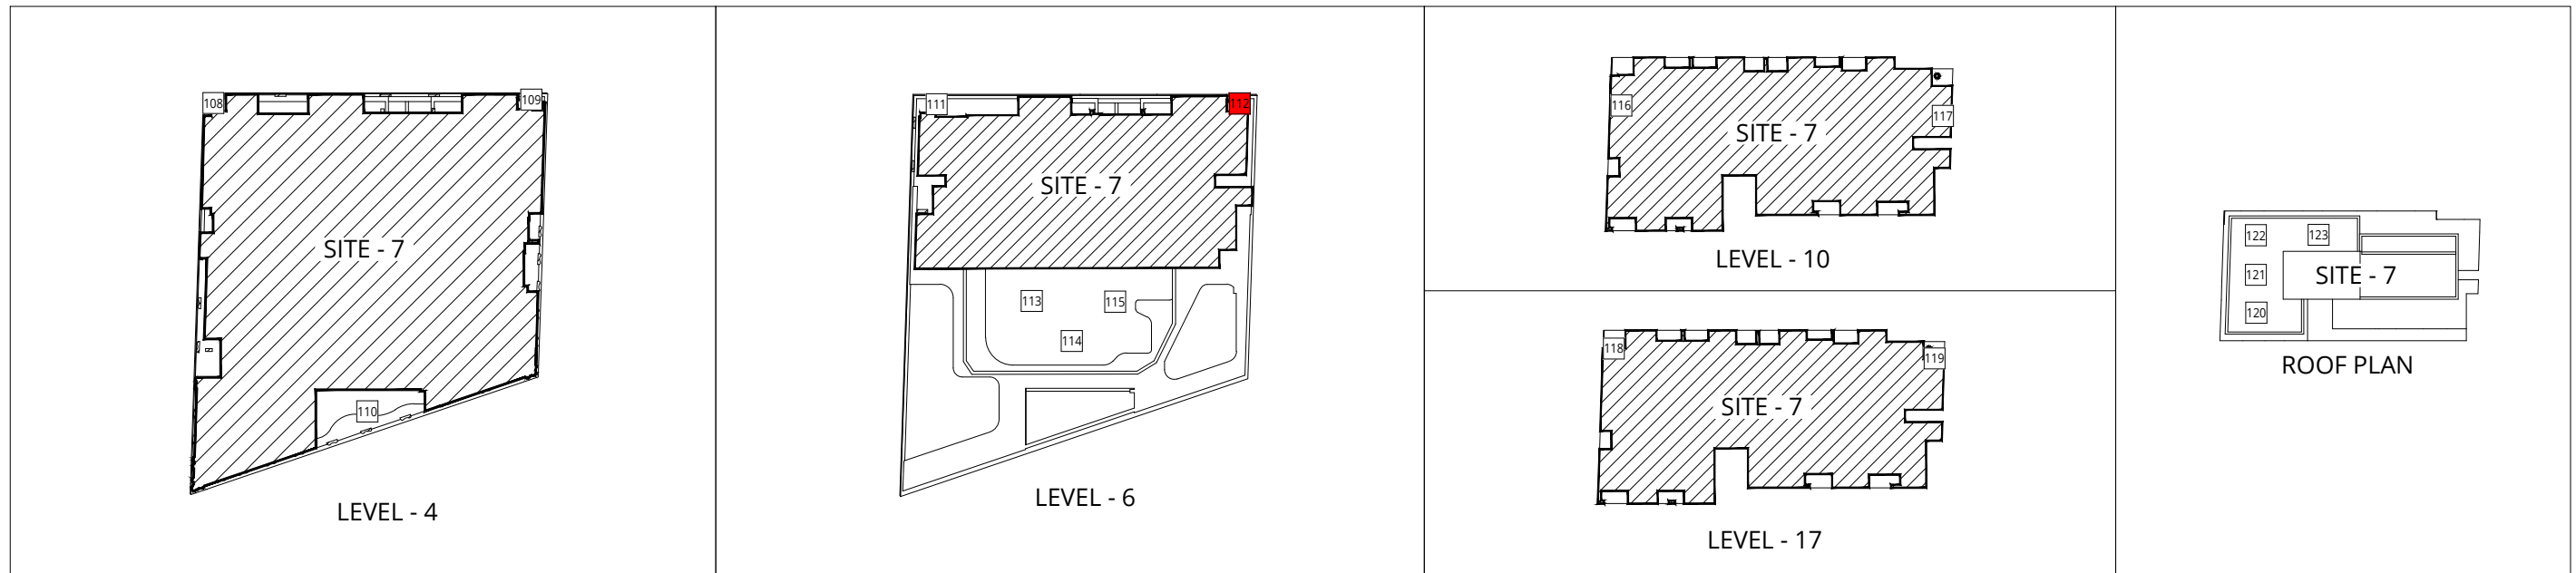 108
109
SITE - 7
110
LEVEL - 4
111
112
SITE - 7
113
115
114
LEVEL - 6
116
117
SITE - 7
LEVEL - 10
118
119
SITE - 7
LEVEL - 17
122
123
121
SITE - 7
120
ROOF PLAN